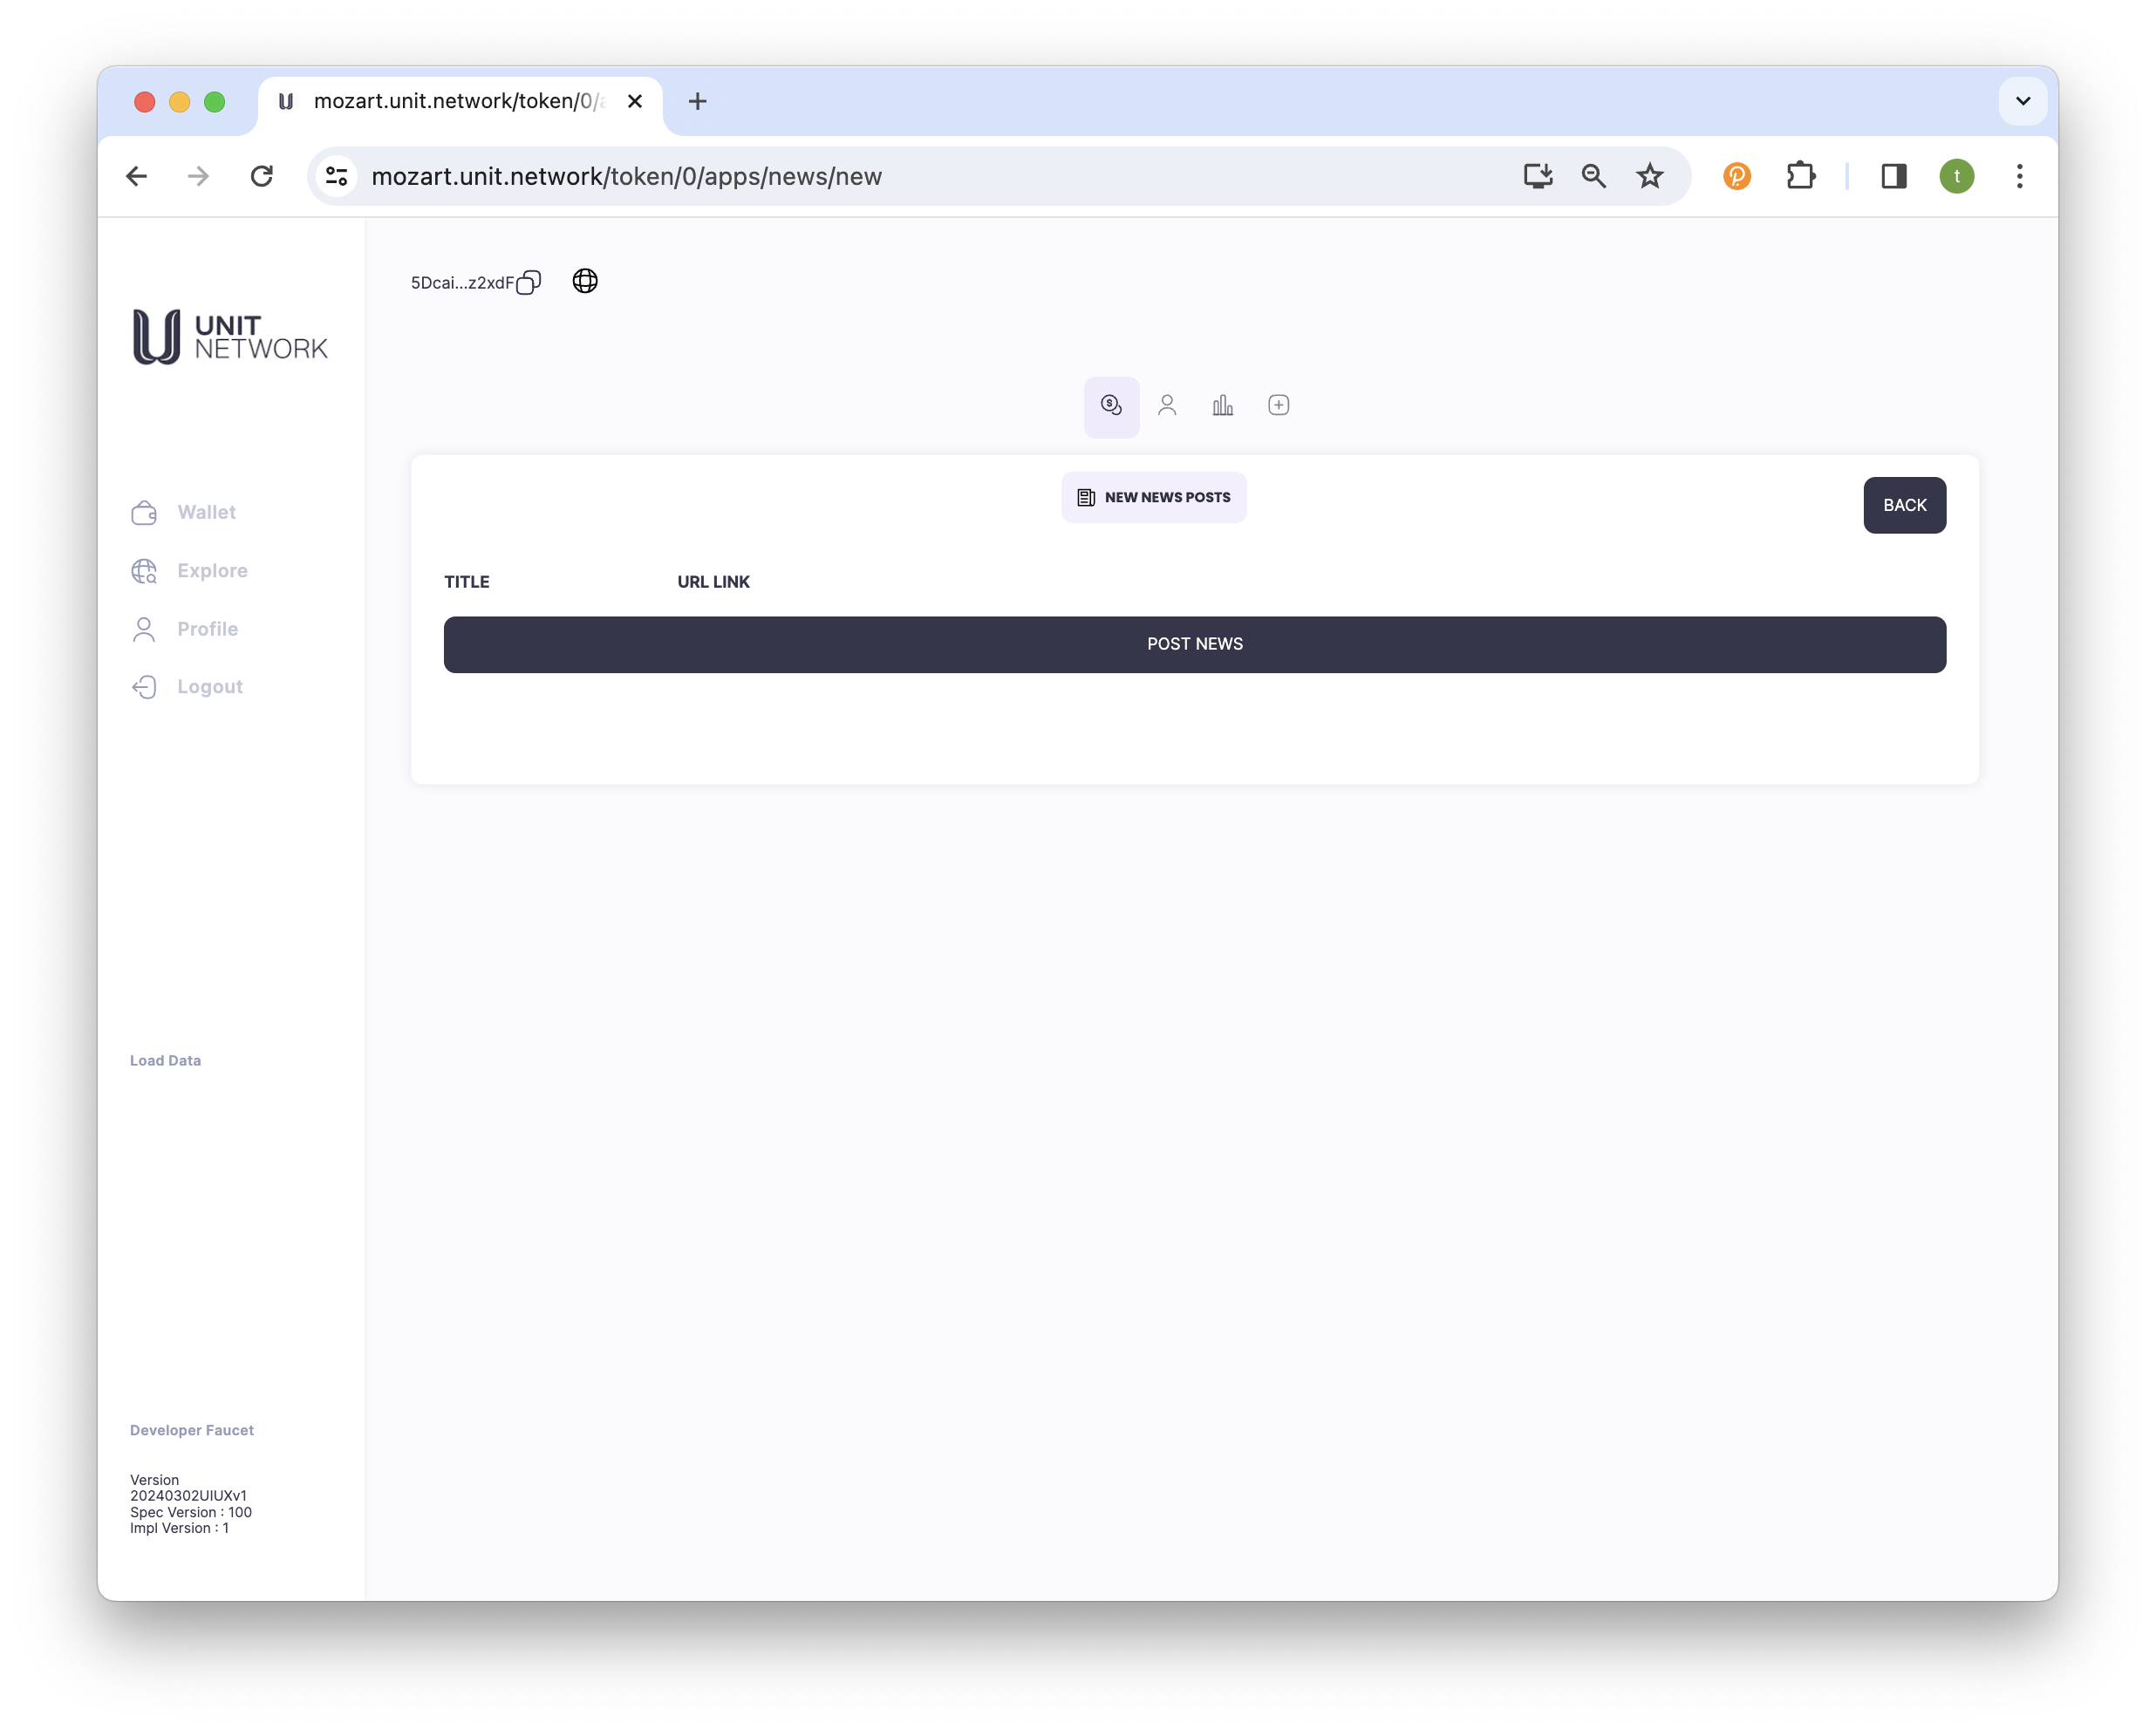 mozart.unit.network/token/0/a
mozart.unit.network/token/0/apps/news/new
t
UNIT
NETWORK
5Dcai...z2xdF
Wallet
Explore
Profile
Logout
NEW NEWS POSTS
BACK
TITLE
URL LINK
POST NEWS
Load Data
Developer Faucet
Version
20240302UIUXv1
Spec Version : 100
Impl Version : 1